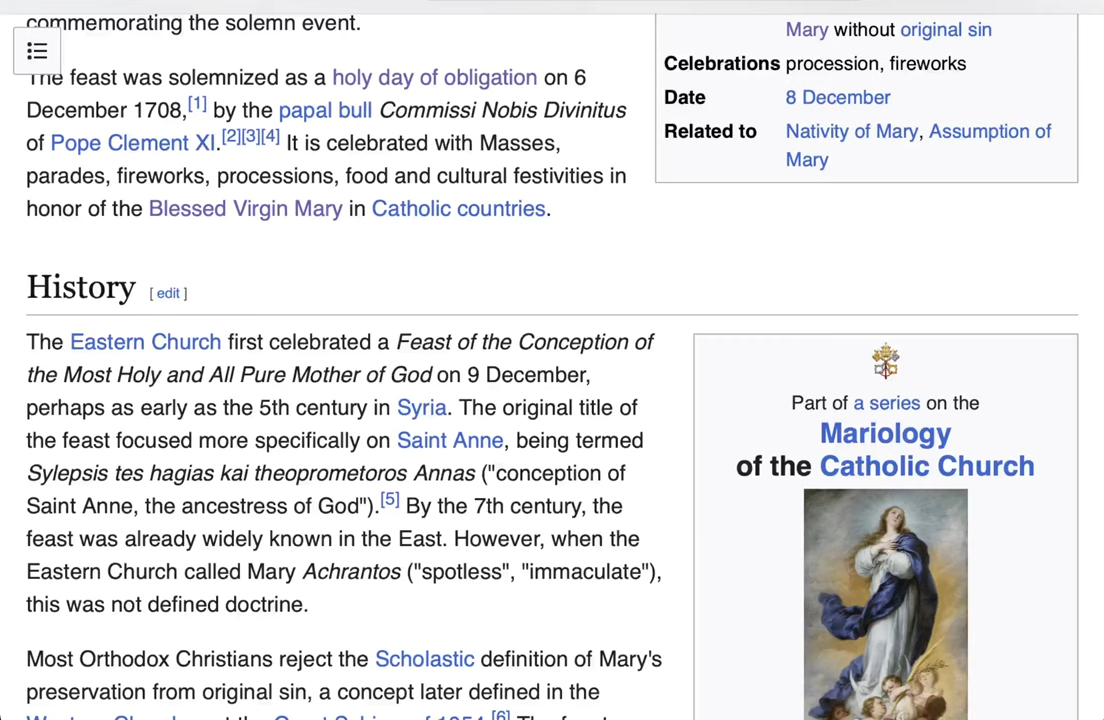 commemorating the solemn event.
The feast was solemnized as a holy day of obligation on 6
December 1708,[1] by the papal bull Commissi Nobis Divinitus
of Pope Clement XI.[2][3][4] It is celebrated with Masses,
parades, fireworks, processions, food and cultural festivities in
honor of the Blessed Virgin Mary in Catholic countries.
Mary without original sin
Celebrations procession, fireworks
Date 8 December
Related to Nativity of Mary, Assumption of
Mary
History [ edit ]
The Eastern Church first celebrated a Feast of the Conception of
the Most Holy and All Pure Mother of God on 9 December,
perhaps as early as the 5th century in Syria. The original title of
the feast focused more specifically on Saint Anne, being termed
Sylepsis tes hagias kai theoprometoros Annas ("conception of
Saint Anne, the ancestress of God").[5] By the 7th century, the
feast was already widely known in the East. However, when the
Eastern Church called Mary Achrantos ("spotless", "immaculate"),
this was not defined doctrine.
Most Orthodox Christians reject the Scholastic definition of Mary's
preservation from original sin, a concept later defined in the
Part of a series on the
Mariology
of the Catholic Church